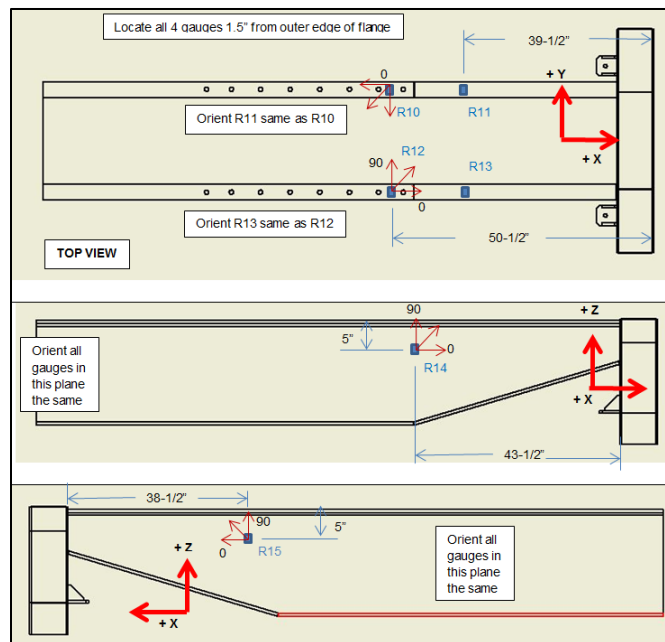 Locate all 4 gauges 1.5" from outer edge of flange
39-1/2"
+ Y
0
R10
R11
Orient R11 same as R10
+ X
R12
90
R13
0
Orient R13 same as R12
50-1/2"
TOP VIEW
90
+ Z
5"
0
R14
Orient all
gauges in
this plane
the same
+ X
43-1/2"
38-1/2"
90
5"
0
R15
+ Z
Orient all
gauges in
this plane
the same
+ X